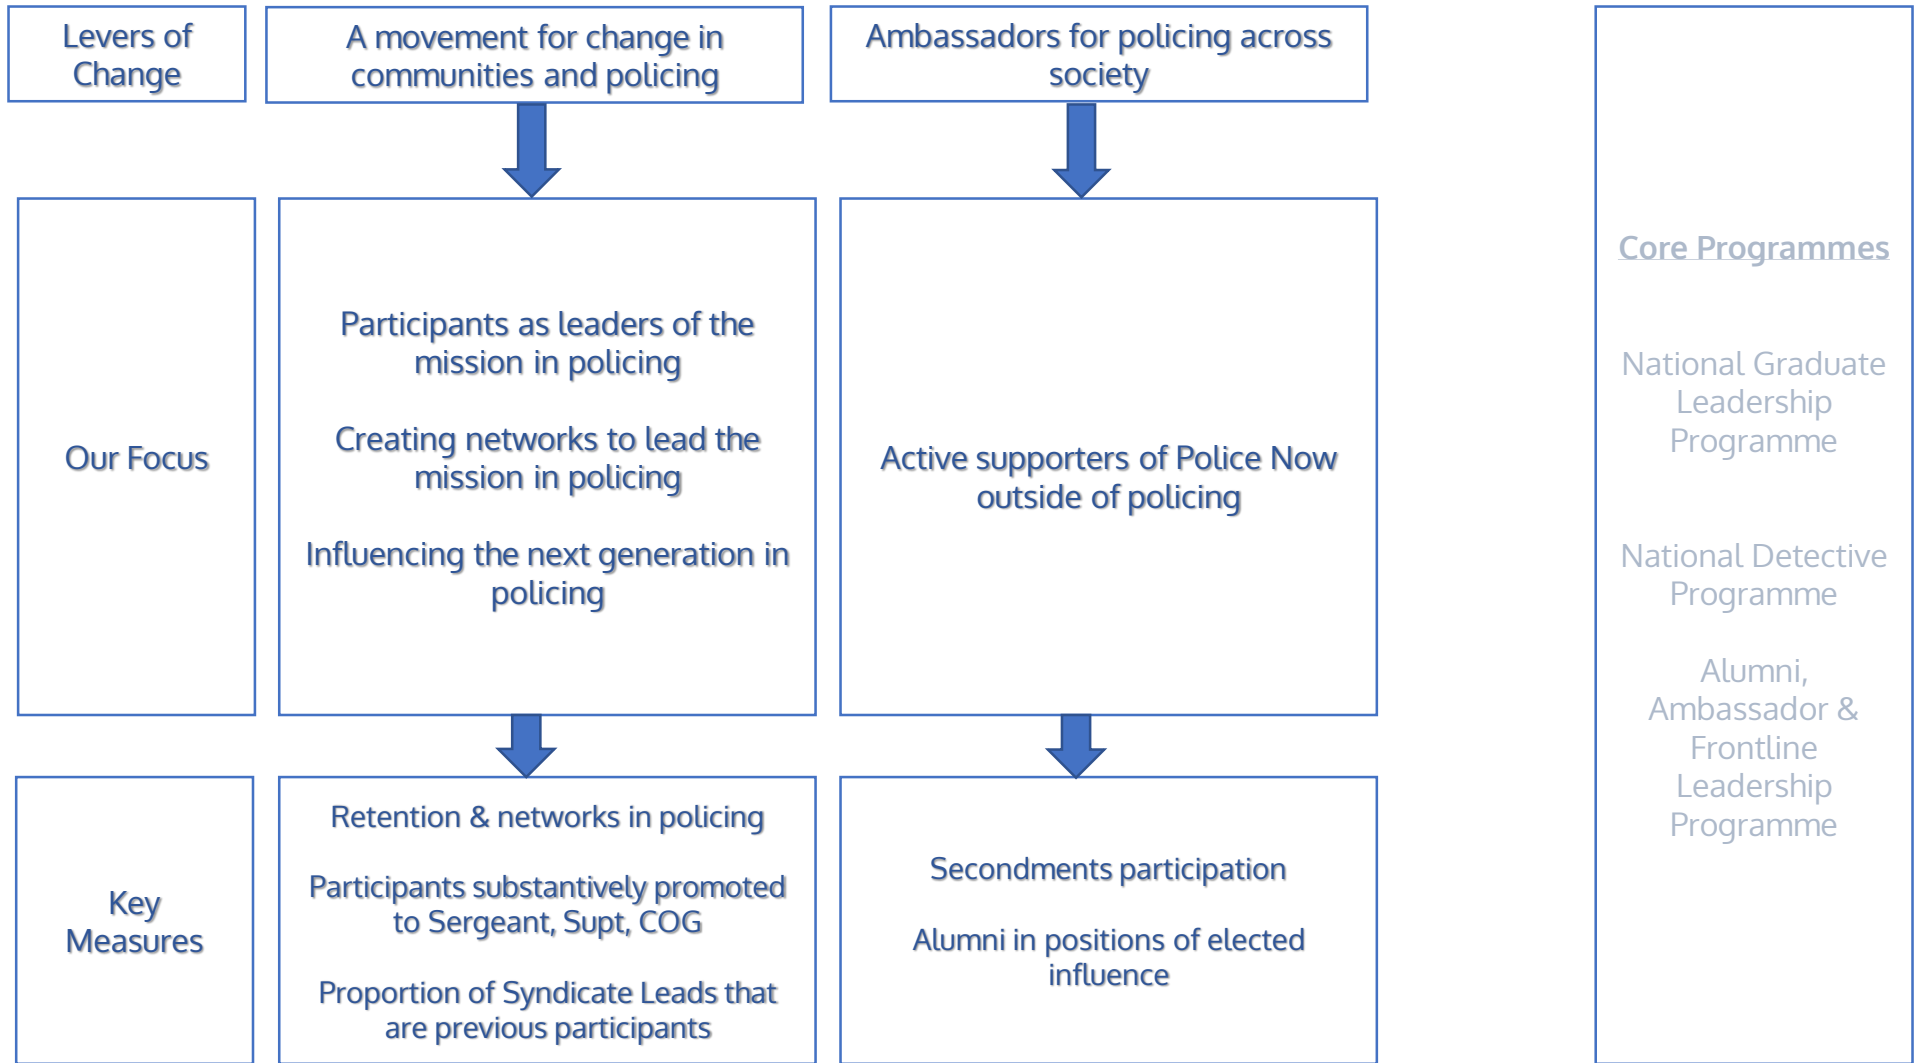 Levers of
Change
A movement for change in
communities and policing
Ambassadors for policing across
society
Our Focus
Participants as leaders of the
mission in policing
Creating networks to lead the
mission in policing
Influencing the next generation in
policing
Active supporters of Police Now
outside of policing
Key
Measures
Retention & networks in policing
Participants substantively promoted
to Sergeant, Supt, COG
Proportion of Syndicate Leads that
are previous participants
Secondments participation
Alumni in positions of elected
influence
Core Programmes
National Graduate
Leadership
Programme
National Detective
Programme
Alumni,
Ambassador &
Frontline
Leadership
Programme